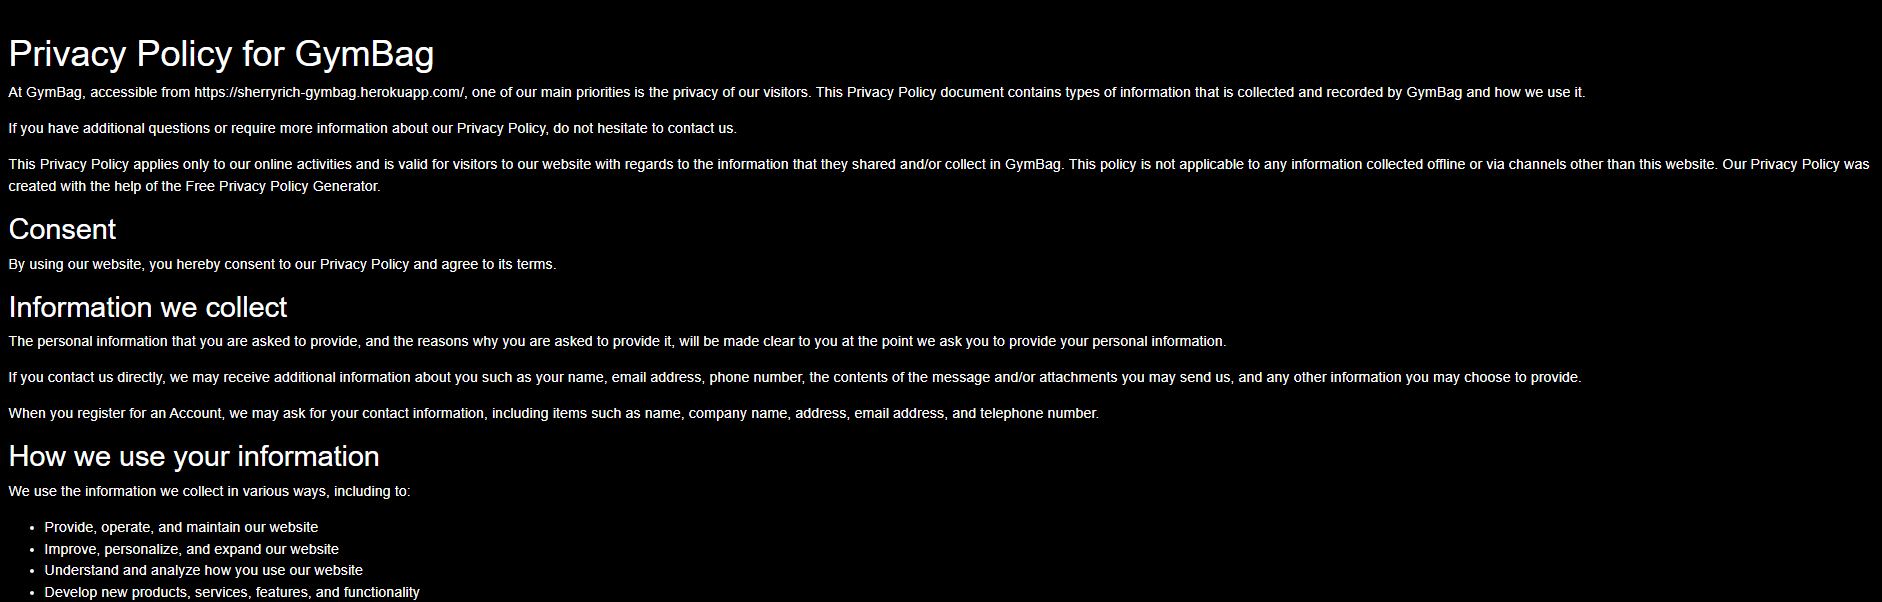 Privacy Policy for GymBag
At GymBag, accessible from https://sherryrich-gymbag.herokuapp.com/, one of our main priorities is the privacy of our visitors. This Privacy Policy document contains types of information that is collected and recorded by GymBag and how we use it.
If you have additional questions or require more information about our Privacy Policy, do not hesitate to contact us.
This Privacy Policy applies only to our online activities and is valid for visitors to our website with regards to the information that they shared and/or collect in GymBag. This policy is not applicable to any information collected offline or via channels other than this website. Our Privacy Policy was
created with the help of the Free Privacy Policy Generator.
Consent
By using our website, you hereby consent to our Privacy Policy and agree to its terms.
Information we collect
The personal information that you are asked to provide, and the reasons why you are asked to provide it, will be made clear to you at the point we ask you to provide your personal information.
If you contact us directly, we may receive additional information about you such as your name, email address, phone number, the contents of the message and/or attachments you may send us, and any other information you may choose to provide.
When you register for an Account, we may ask for your contact information, including items such as name, company name, address, email address, and telephone number.
How we use your information
We use the information we collect in various ways, including to:
• Provide, operate, and maintain our website
• Improve, personalize, and expand our website
• Understand and analyze how you use our website
• Develop new products, services, features, and functionality